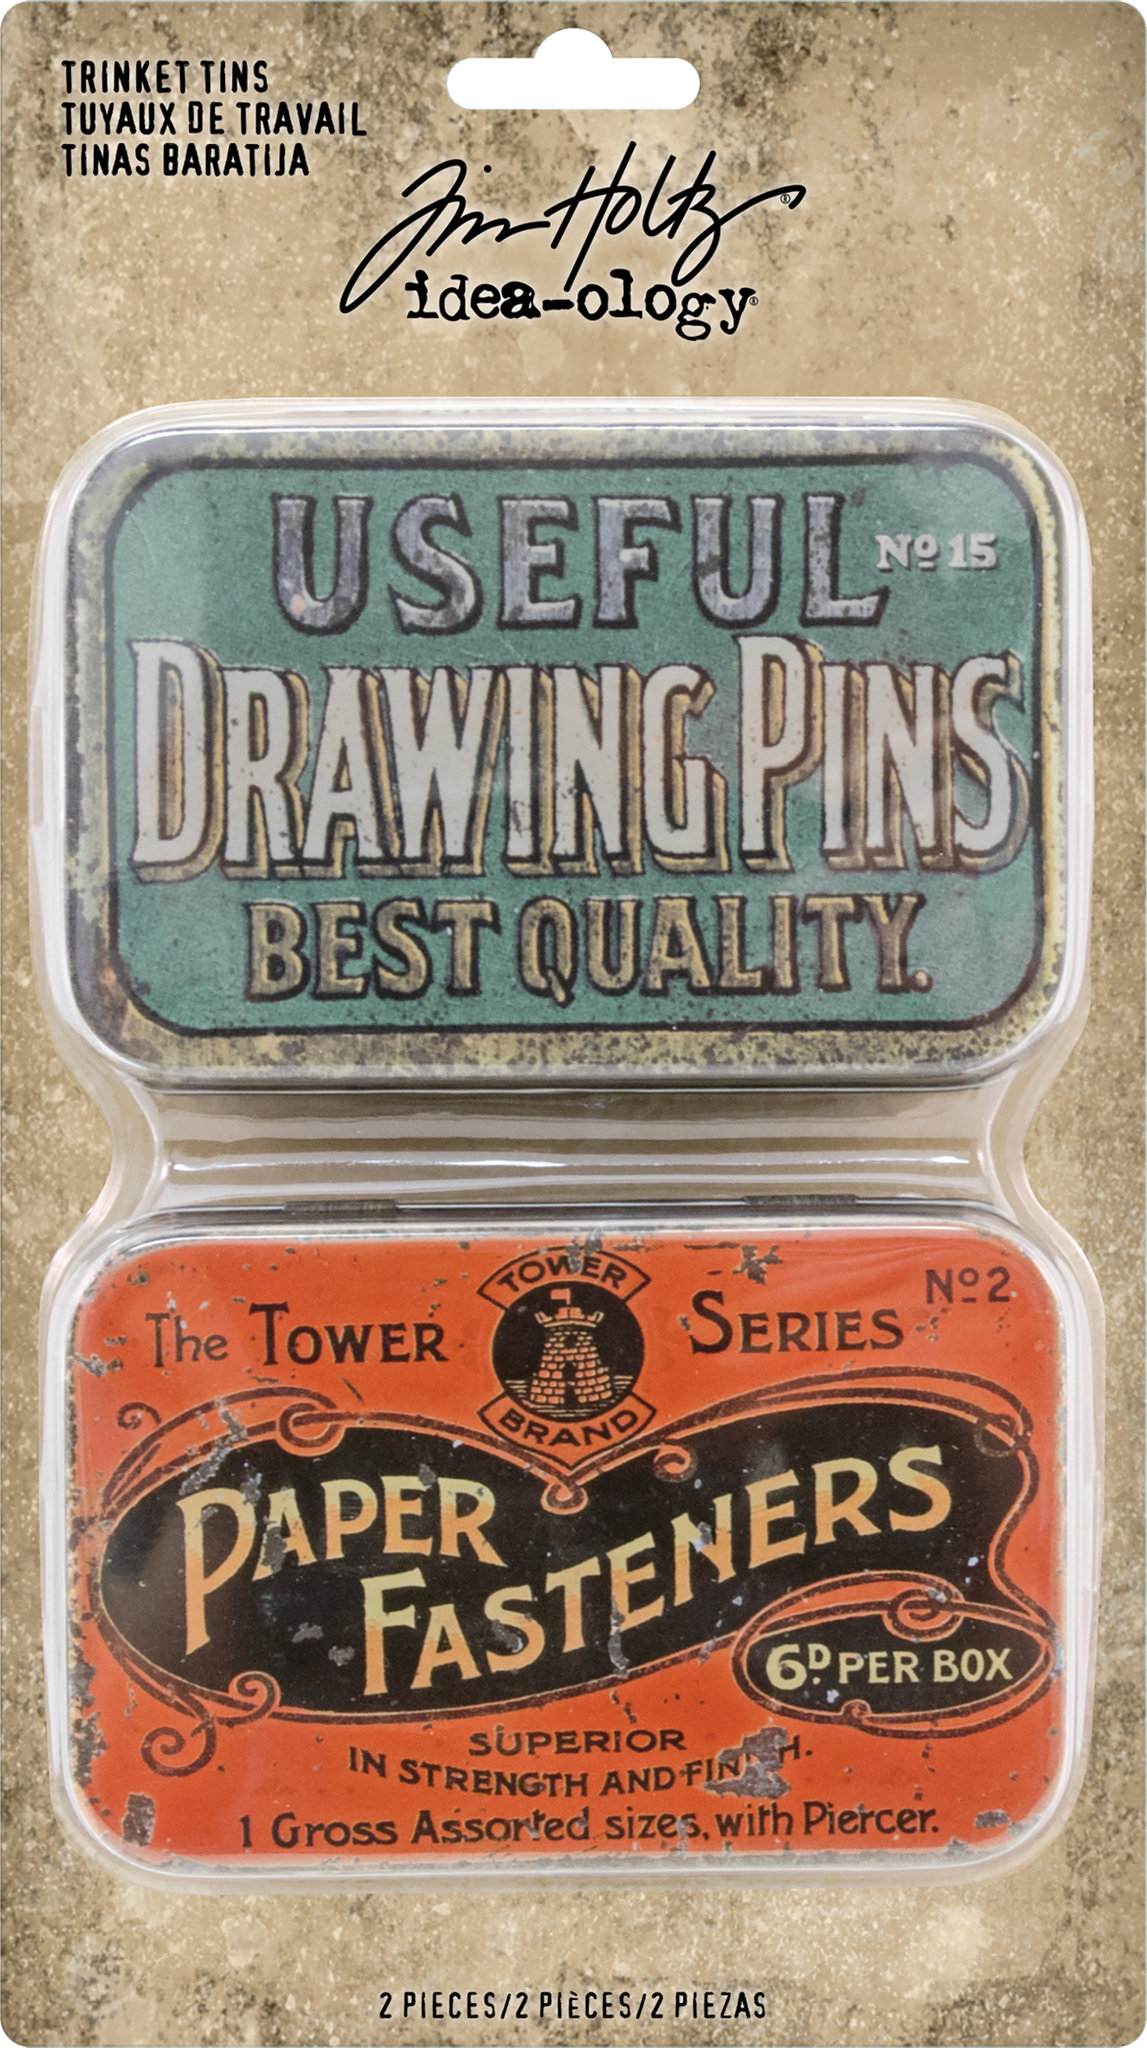 TRINKET TINS
TUYAUX DE TRAVAIL
TINAS BARATIJA
Tim Holtz®
idea-ology®
USEFUL
No 15
DRAWING PINS
BEST QUALITY.
TOWER
No 2
The TOWER SERIES
BRAND
PAPER
FASTENERS
6D. PER BOX
SUPERIOR
IN STRENGTH AND
1 Gross Assorted sizes, with Piercer.
2 PIECES/2 PIÈCES/2 PIEZAS